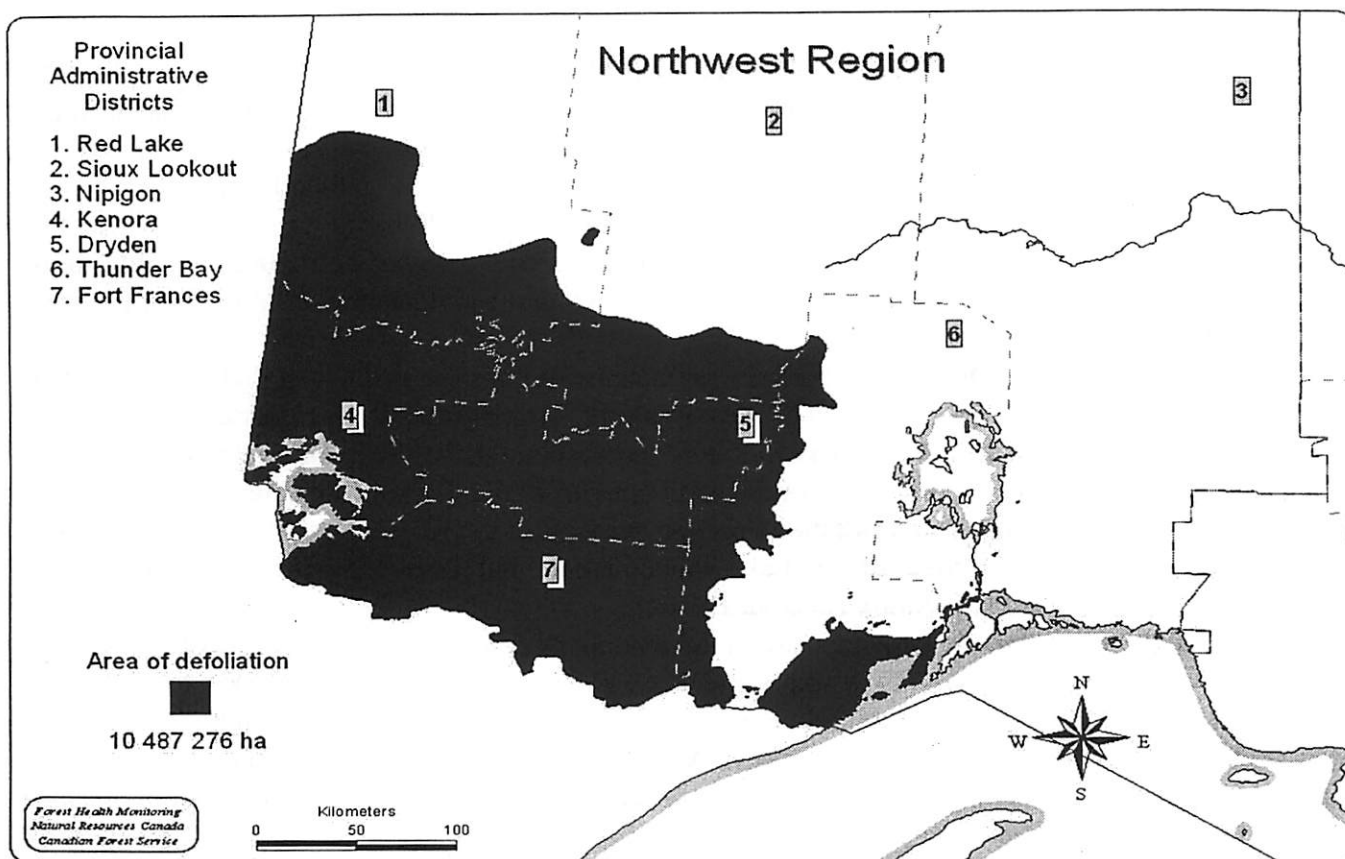 Northwest Region
Provincial
Administrative
Districts
1. Red Lake
2. Sioux Lookout
3. Nipigon
4. Kenora
5. Dryden
6. Thunder Bay
7. Fort Frances
1
2
3
4
5
6
7
Area of defoliation
10 487 276 ha
Forest Health Monitoring
Natural Resources Canada
Canadian Forest Service
Kilometers
0 50 100
N
W E
S